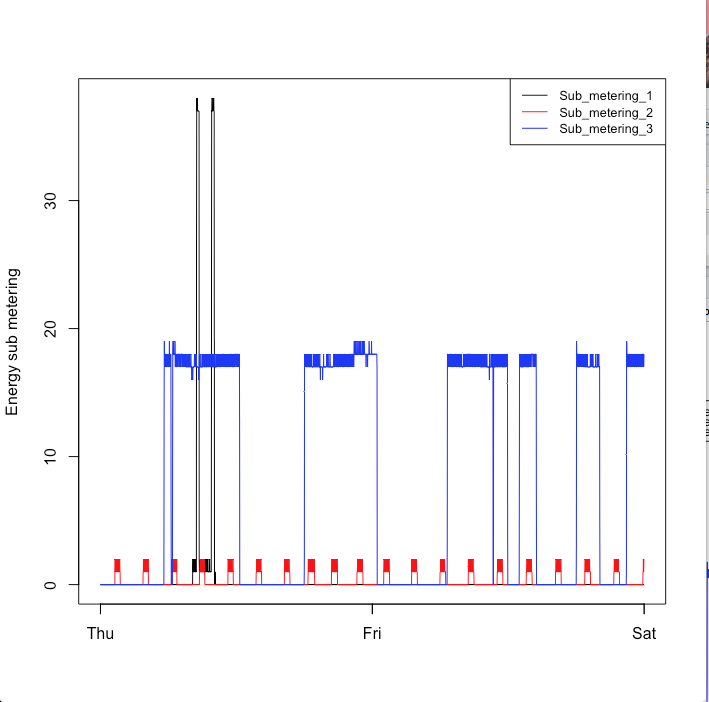 Sub_metering_1
Sub_metering_2
Sub_metering_3
Energy sub metering
30
20
10
0
Thu Fri Sat